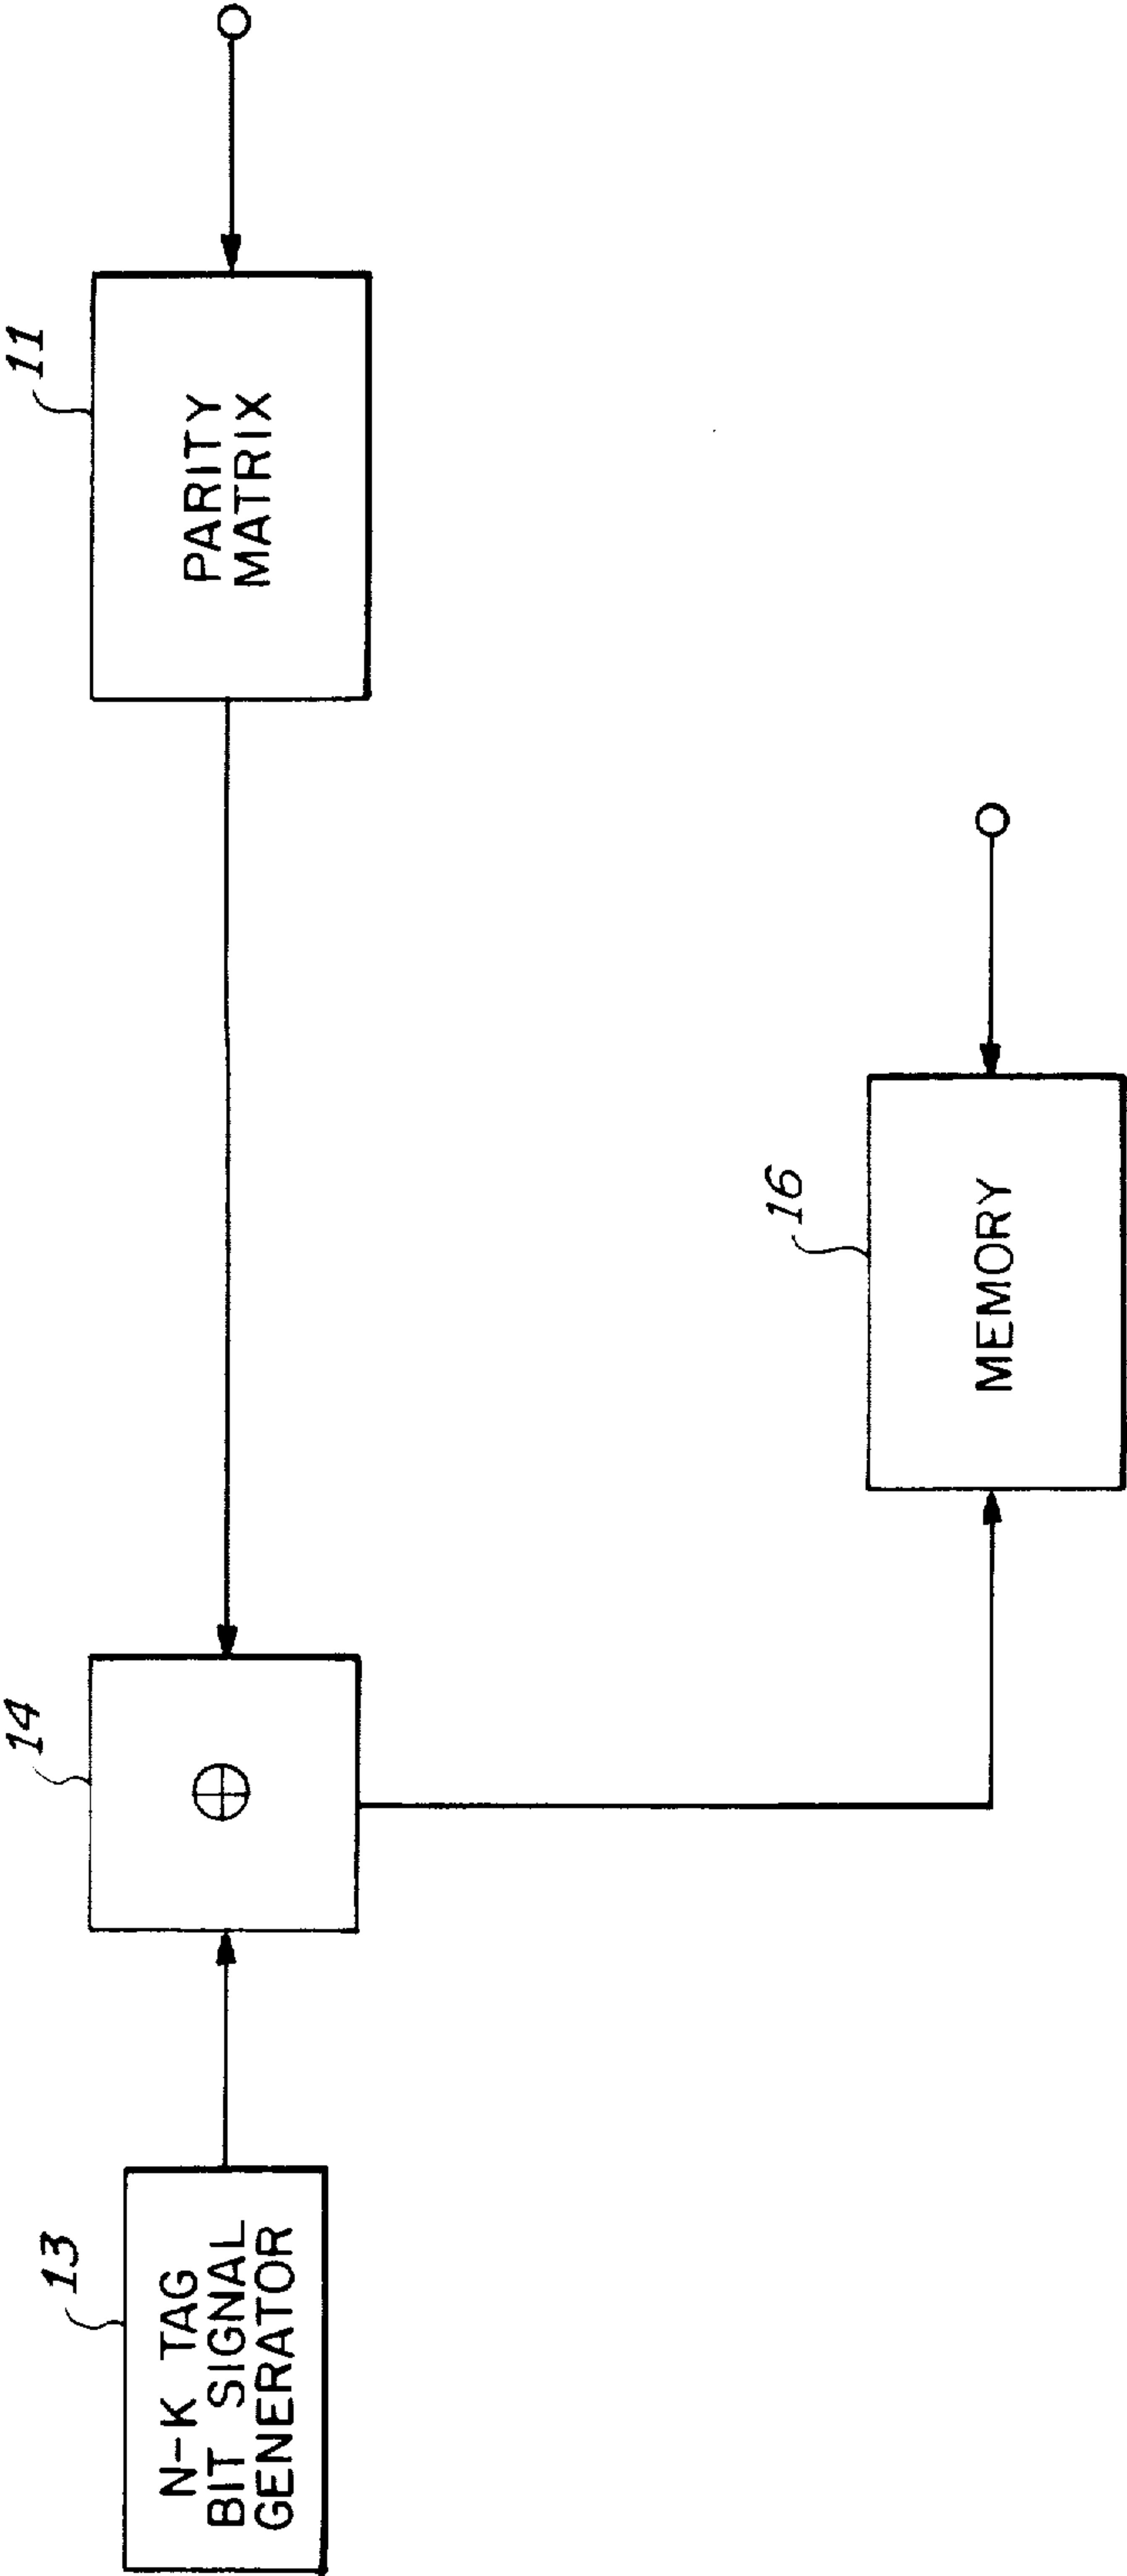 13
N-K TAG
BIT SIGNAL
GENERATOR
14
11
PARITY
MATRIX
16
MEMORY